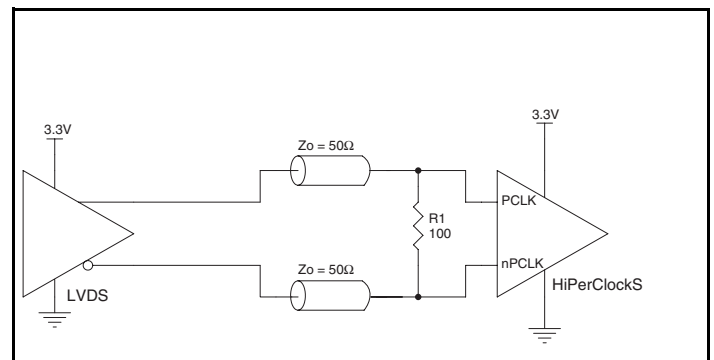 3.3V
3.3V
Zo = 50Ω
PCLK
R1
100
Zo = 50Ω
nPCLK
LVDS
HiPerClockS